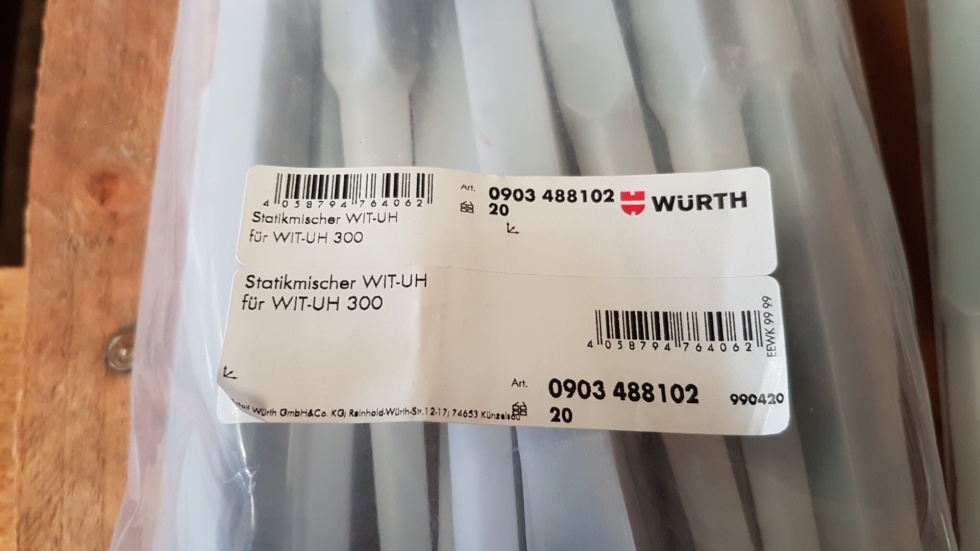 Art. 0903 488102 WÜRTH
20
4 058794 764062
Statikmischer WIT-UH
für WIT-UH 300
Statikmischer WIT-UH
für WIT-UH 300
4 058794 764062
EEWK 99 99
Art. 0903 488102
20
990420
Würth GmbH&Co. KG; Reinhold-Würth-Str.12-17; 74653 Künzelsau